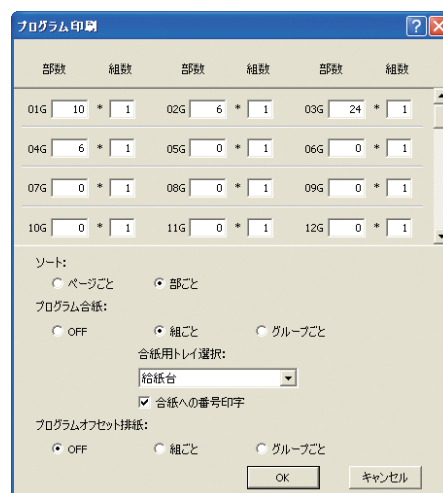 プログラム印刷
部数 組数 部数 組数 部数 組数
01G 10 * 1 02G 6 * 1 03G 24 * 1
04G 6 * 1 05G 0 * 1 06G 0 * 1
07G 0 * 1 08G 0 * 1 09G 0 * 1
10G 0 * 1 11G 0 * 1 12G 0 * 1
ソート:
ページごと 部ごと
プログラム合紙:
OFF 組ごと グループごと
合紙用トレイ選択:
給紙台
合紙への番号印字
プログラムオフセット排紙:
OFF 組ごと グループごと
OK キャンセル